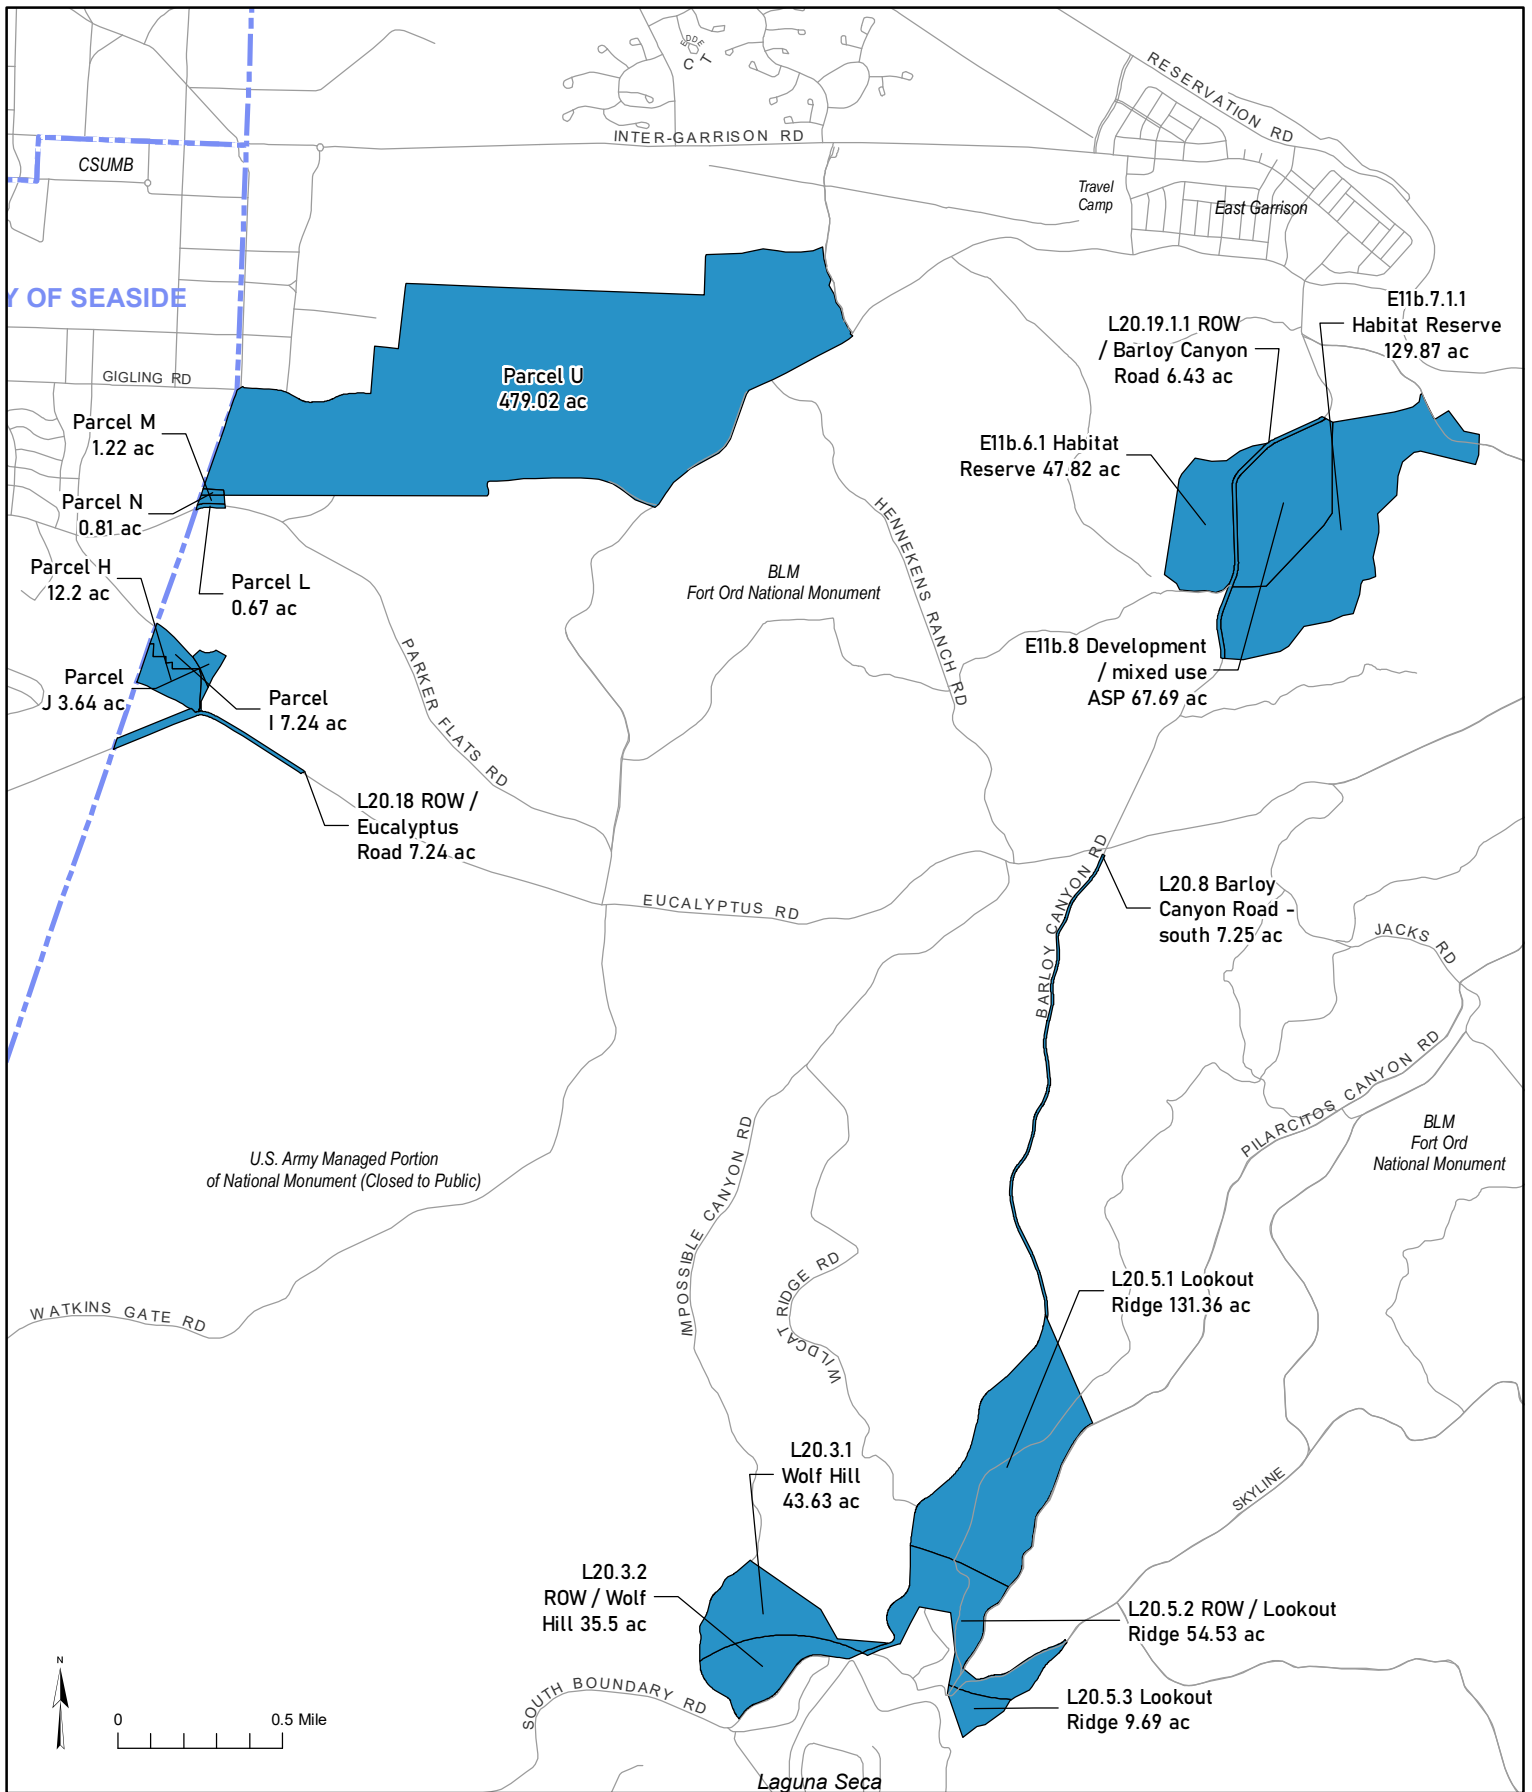 EDDE
CT
RESERVATION RD
INTER-GARRISON RD
CSUMB
Travel
Camp
East Garrison
Y OF SEASIDE
E11b.7.1.1
Habitat Reserve
129.87 ac
L20.19.1.1 ROW
/ Barloy Canyon
Road 6.43 ac
GIGLING RD
Parcel U
479.02 ac
Parcel M
1.22 ac
E11b.6.1 Habitat
Reserve 47.82 ac
Parcel N
0.81 ac
HENNEKENS RANCH RD
Parcel H
12.2 ac
Parcel L
0.67 ac
BLM
Fort Ord National Monument
PARKER FLATS RD
E11b.8 Development
/ mixed use
ASP 67.69 ac
Parcel
J 3.64 ac
Parcel
I 7.24 ac
L20.18 ROW /
Eucalyptus
Road 7.24 ac
EUCALYPTUS RD
BARLOY CANYON RD
L20.8 Barloy
Canyon Road -
south 7.25 ac
JACKS RD
PILARCITOS CANYON RD
BLM
Fort Ord
National Monument
U.S. Army Managed Portion
of National Monument (Closed to Public)
IMPOSSIBLE CANYON RD
WILDCAT RIDGE RD
L20.5.1 Lookout
Ridge 131.36 ac
WATKINS GATE RD
L20.3.1
Wolf Hill
43.63 ac
SKYLINE
L20.3.2
ROW / Wolf
Hill 35.5 ac
L20.5.2 ROW / Lookout
Ridge 54.53 ac
SOUTH BOUNDARY RD
L20.5.3 Lookout
Ridge 9.69 ac
N
0 0.5 Mile
Laguna Seca